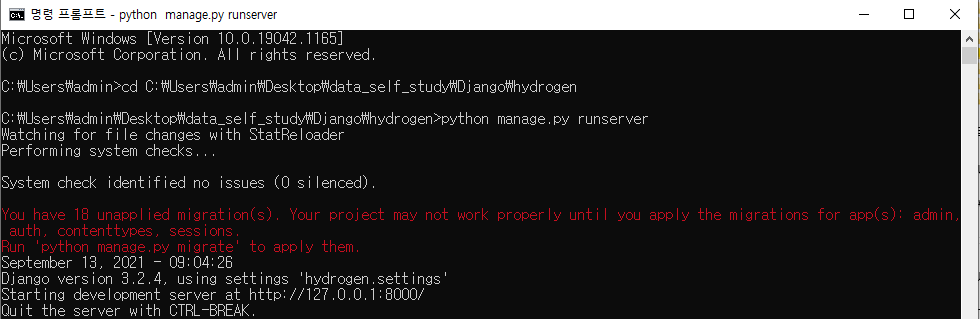 명령 프롬프트 - python  manage.py runserver
Microsoft Windows [Version 10.0.19042.1165]
(c) Microsoft Corporation. All rights reserved.
C:₩Users₩admin>cd C:₩Users₩admin₩Desktop₩data_self_study₩Django₩hydrogen
C:₩Users₩admin₩Desktop₩data_self_study₩Django₩hydrogen>python manage.py runserver
Watching for file changes with StatReloader
Performing system checks...
System check identified no issues (0 silenced).
You have 18 unapplied migration(s). Your project may not work properly until you apply the migrations for app(s): admin,
 auth, contenttypes, sessions.
Run 'python manage.py migrate' to apply them.
September 13, 2021 - 09:04:26
Django version 3.2.4, using settings 'hydrogen.settings'
Starting development server at http://127.0.0.1:8000/
Quit the server with CTRL-BREAK.